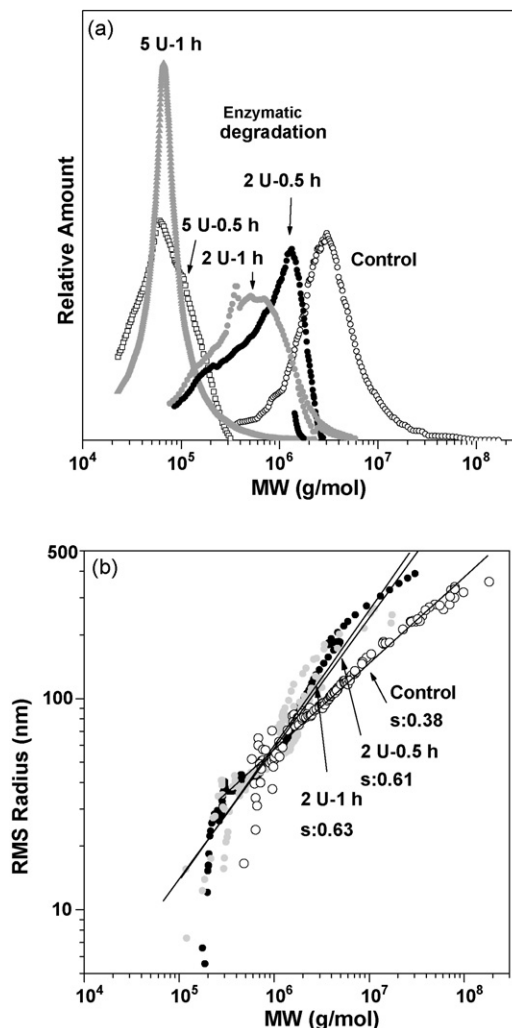 (a)
5 U-1 h
Enzymatic
degradation
2 U-0.5 h
5 U-0.5 h
2 U-1 h
Control
Relative Amount
10^4 10^5 10^6 10^7 10^8
MW (g/mol)
(b)
500
100
10
RMS Radius (nm)
Control
s:0.38
2 U-0.5 h
s:0.61
2 U-1 h
s:0.63
10^4 10^5 10^6 10^7 10^8
MW (g/mol)